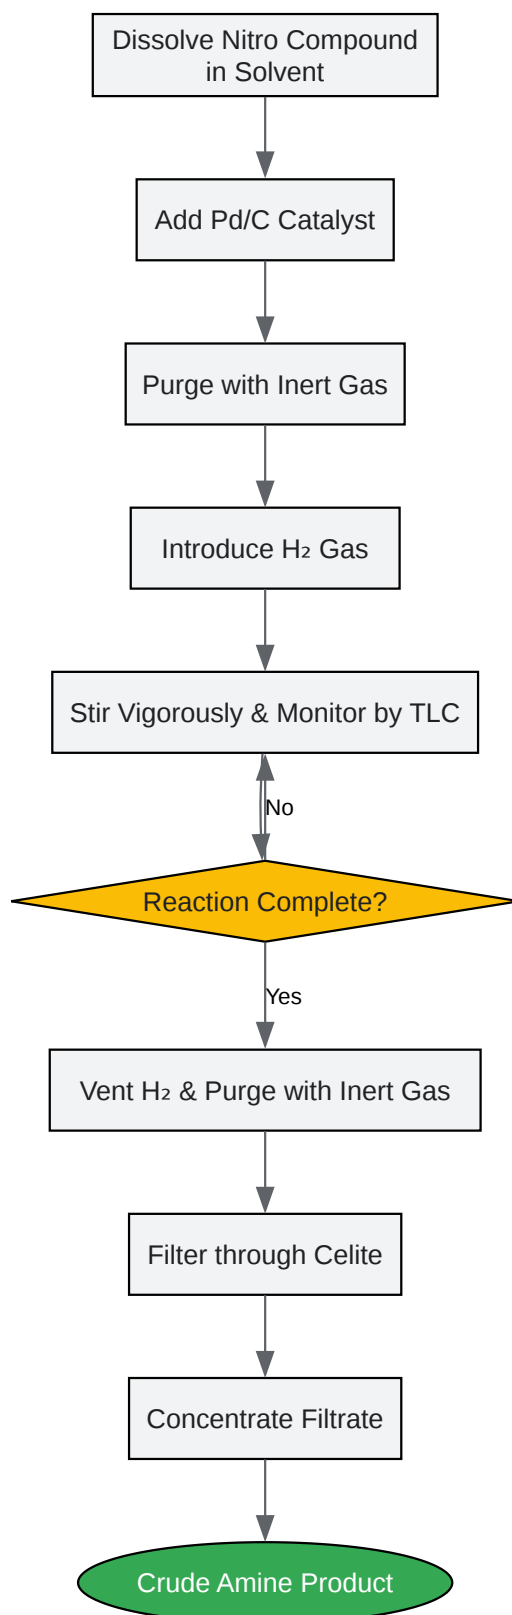 Dissolve Nitro Compound
in Solvent
Add Pd/C Catalyst
Purge with Inert Gas
Introduce H₂ Gas
Stir Vigorously & Monitor by TLC
No
Reaction Complete?
Yes
Vent H₂ & Purge with Inert Gas
Filter through Celite
Concentrate Filtrate
Crude Amine Product